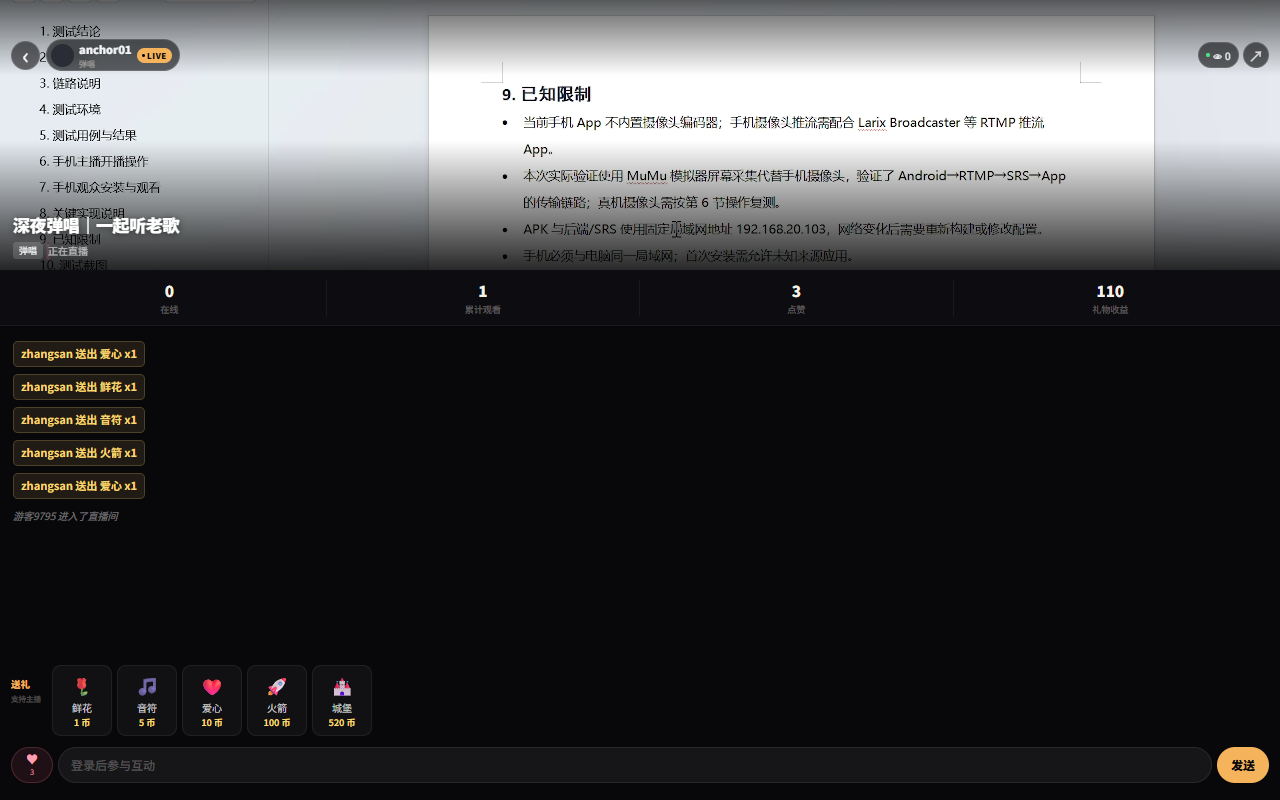 1. 测试结论
anchor01
• LIVE
弹唱
0
2
9. 已知限制
3. 链路说明
4. 测试环境
5. 测试用例与结果
6. 手机主播开播操作
7. 手机观众安装与观看
8. 关键实现说明
9. 已知限制
10. 测试截图
• 当前手机 App 不内置摄像头编码器；手机摄像头推流需配合 Larix Broadcaster 等 RTMP 推流
App。
• 本次实际验证使用 MuMu 模拟器屏幕采集代替手机摄像头，验证了 Android→RTMP→SRS→App
的传输链路；真机摄像头需按第 6 节操作复测。
• APK 与后端/SRS 使用固定局域网地址 192.168.20.103，网络变化后需要重新构建或修改配置。
• 手机必须与电脑同一局域网；首次安装需允许未知来源应用。
深夜弹唱｜一起听老歌
弹唱 正在直播
0
在线
1
累计观看
3
点赞
110
礼物收益
zhangsan 送出 爱心 x1
zhangsan 送出 鲜花 x1
zhangsan 送出 音符 x1
zhangsan 送出 火箭 x1
zhangsan 送出 爱心 x1
游客9795 进入了直播间
送礼
支持主播
鲜花
1 币
音符
5 币
爱心
10 币
火箭
100 币
城堡
520 币
3
登录后参与互动
发送